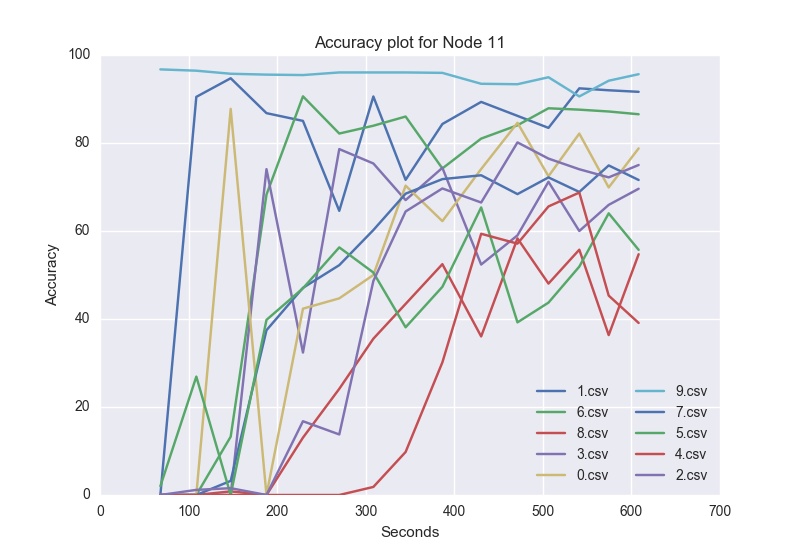 Accuracy plot for Node 11
100
80
60
40
20
0
Accuracy
0 100 200 300 400 500 600 700
Seconds
1.csv 9.csv
6.csv 7.csv
8.csv 5.csv
3.csv 4.csv
0.csv 2.csv